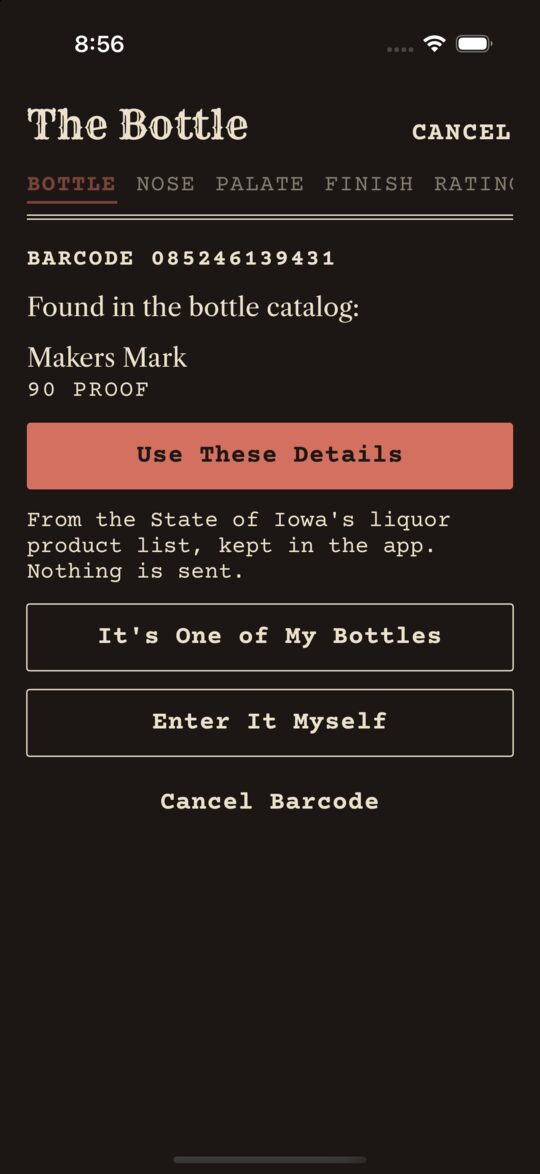 8:56
The Bottle
CANCEL
BOTTLE NOSE PALATE FINISH
BARCODE 085246139431
Found in the bottle catalog:
Makers Mark
90 PROOF
Use These Details
From the State of Iowa's liquor
product list, kept in the app.
Nothing is sent.
It's One of My Bottles
Enter It Myself
Cancel Barcode